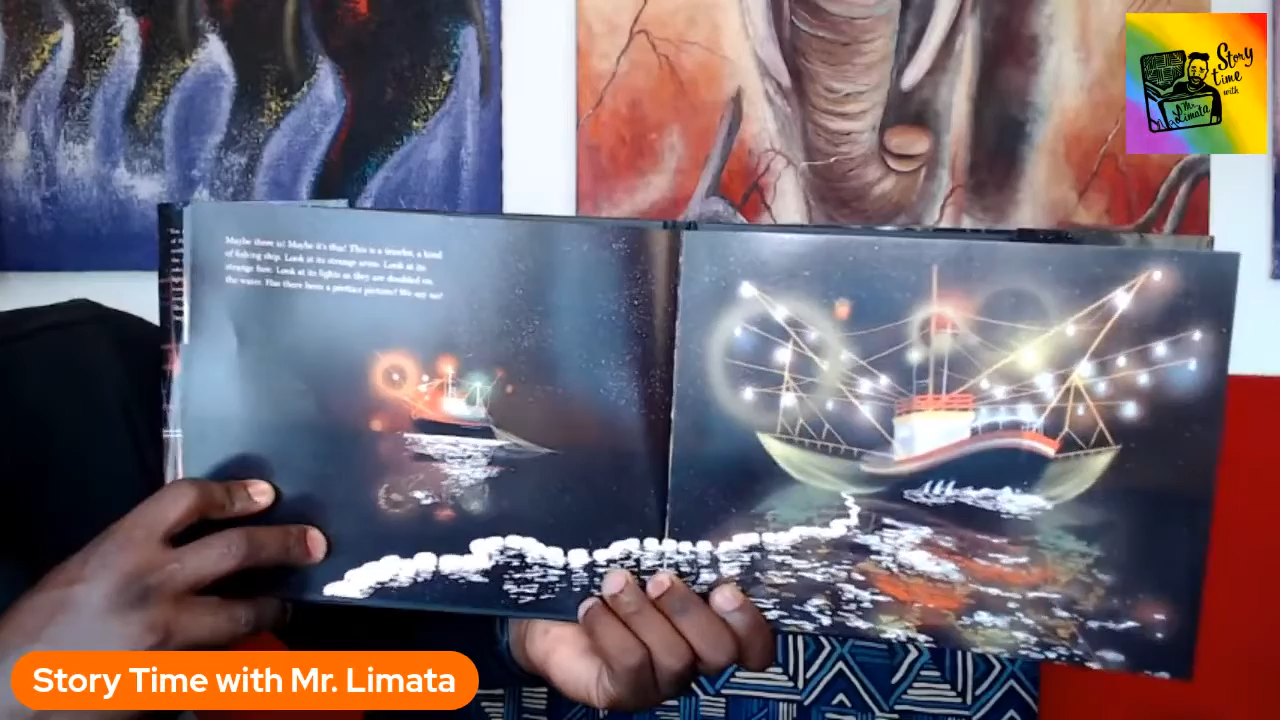 Story
time
with
Mr.
Limata
Maybe there is! Maybe it's this! This is a trawler, a kind
of fishing ship. Look at its strange arms. Look at its
strange face. Look at its lights as they are doubled on
the water. Has there been a prettier picture? We say no!
Story Time with Mr. Limata